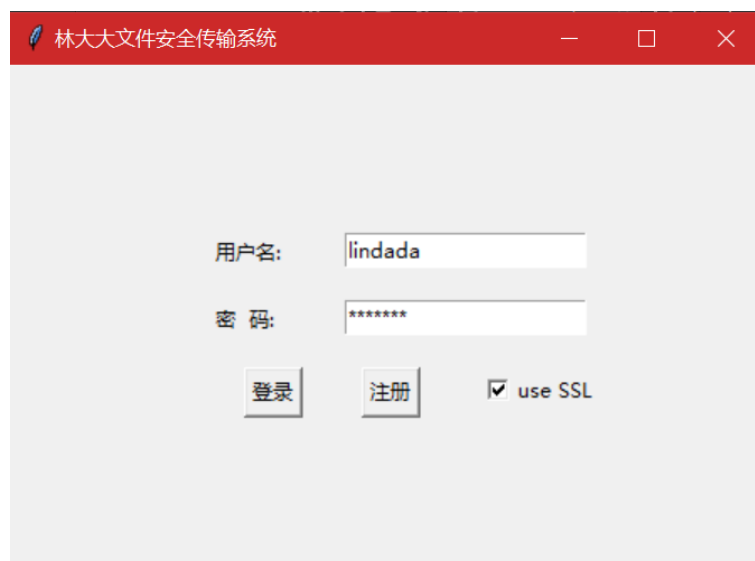 林大大文件安全传输系统
用户名: lindada
密 码: *******
登录 注册 use SSL